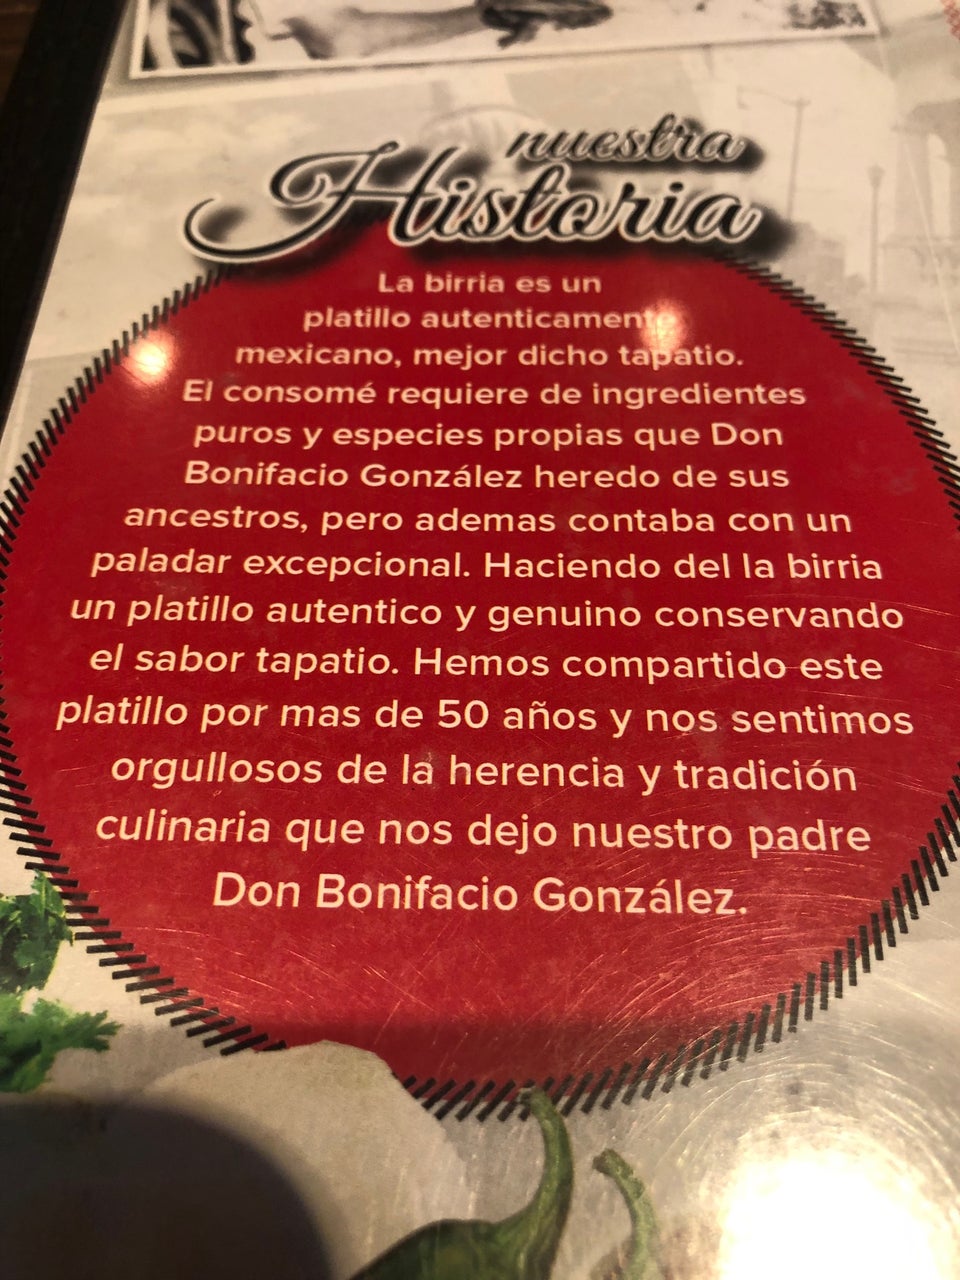 nuestra
Historia
La birria es un
platillo autenticamente
mexicano, mejor dicho tapatio.
El consomé requiere de ingredientes
puros y especies propias que Don
Bonifacio González heredo de sus
ancestros, pero ademas contaba con un
paladar excepcional. Haciendo del la birria
un platillo autentico y genuino conservando
el sabor tapatio. Hemos compartido este
platillo por mas de 50 años y nos sentimos
orgullosos de la herencia y tradición
culinaria que nos dejo nuestro padre
Don Bonifacio González.